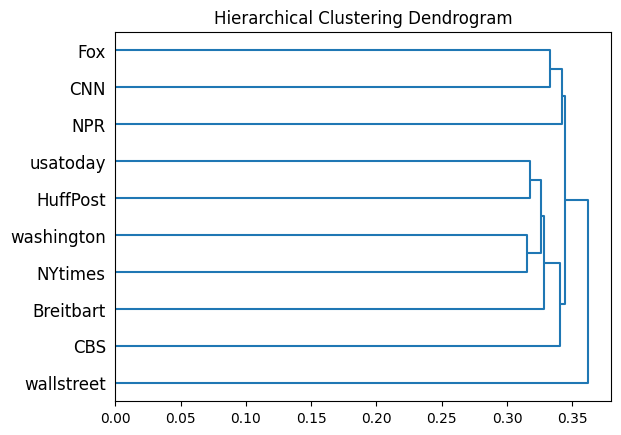 Hierarchical Clustering Dendrogram
Fox
CNN
NPR
usatoday
HuffPost
washington
NYtimes
Breitbart
CBS
wallstreet
0.00 0.05 0.10 0.15 0.20 0.25 0.30 0.35